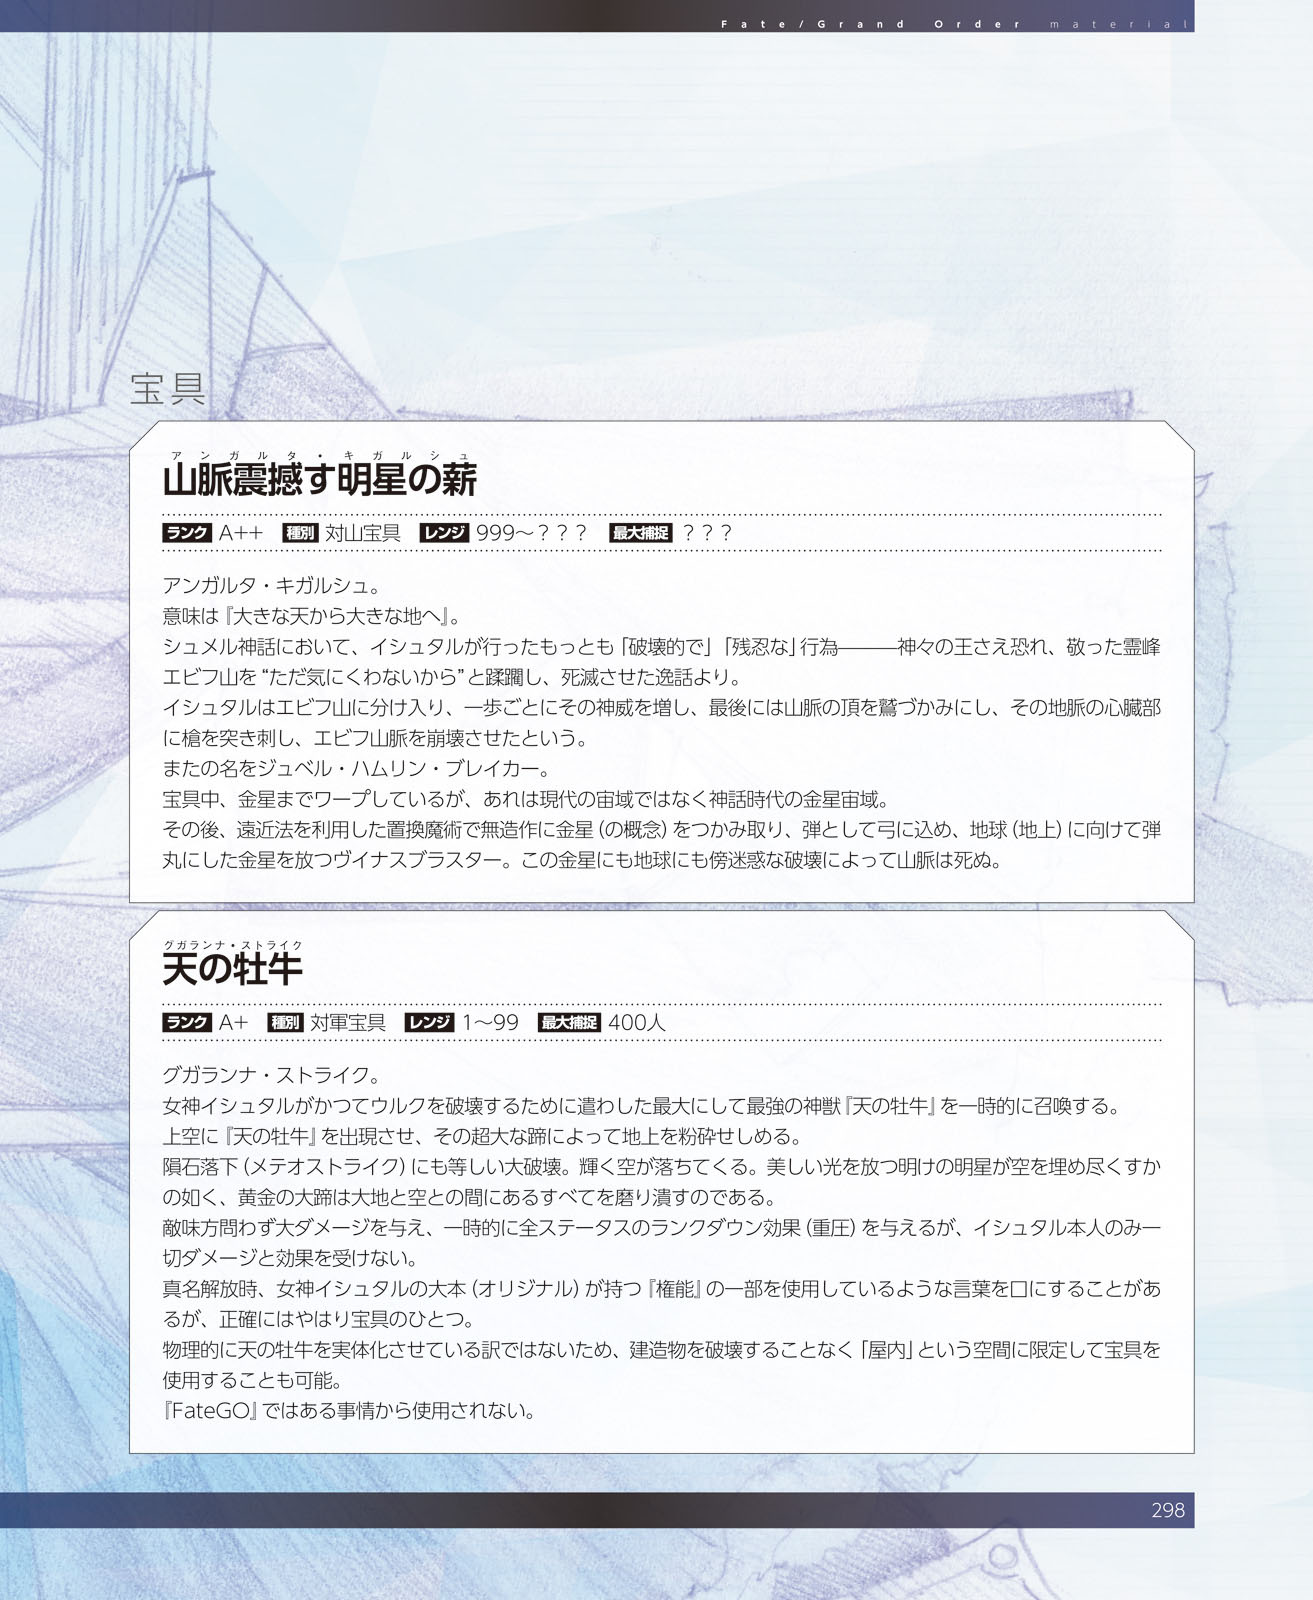 Fate/Grand Order material
宝具
アンガルタ・キガルシュ
山脈震撼す明星の薪
ランク A++ 種別 対山宝具 レンジ 999～？？？ 最大捕捉 ？？？
アンガルタ・キガルシュ。
意味は『大きな天から大きな地へ』。
シュメル神話において、イシュタルが行ったもっとも「破壊的で」「残忍な」行為———神々の王さえ恐れ、敬った霊峰
エビフ山を“ただ気にくわないから”と蹂躙し、死滅させた逸話より。
イシュタルはエビフ山に分け入り、一歩ごとにその神威を増し、最後には山脈の頂を鷲づかみにし、その地脈の心臓部
に槍を突き刺し、エビフ山脈を崩壊させたという。
またの名をジュベル・ハムリン・ブレイカー。
宝具中、金星までワープしているが、あれは現代の宙域ではなく神話時代の金星宙域。
その後、遠近法を利用した置換魔術で無造作に金星（の概念）をつかみ取り、弾として弓に込め、地球（地上）に向けて弾
丸にした金星を放つヴィナスブラスター。この金星にも地球にも傍迷惑な破壊によって山脈は死ぬ。
グガランナ・ストライク
天の牡牛
ランク A+ 種別 対軍宝具 レンジ 1～99 最大捕捉 400人
グガランナ・ストライク。
女神イシュタルがかつてウルクを破壊するために遣わした最大にして最強の神獣『天の牡牛』を一時的に召喚する。
上空に『天の牡牛』を出現させ、その超大な蹄によって地上を粉砕せしめる。
隕石落下（メテオストライク）にも等しい大破壊。輝く空が落ちてくる。美しい光を放つ明けの明星が空を埋め尽くすか
の如く、黄金の大蹄は大地と空との間にあるすべてを磨り潰すのである。
敵味方問わず大ダメージを与え、一時的に全ステータスのランクダウン効果（重圧）を与えるが、イシュタル本人のみ一
切ダメージと効果を受けない。
真名解放時、女神イシュタルの大本（オリジナル）が持つ『権能』の一部を使用しているような言葉を口にすることがあ
るが、正確にはやはり宝具のひとつ。
物理的に天の牡牛を実体化させている訳ではないため、建造物を破壊することなく「屋内」という空間に限定して宝具を
使用することも可能。
『FateGO』ではある事情から使用されない。
298